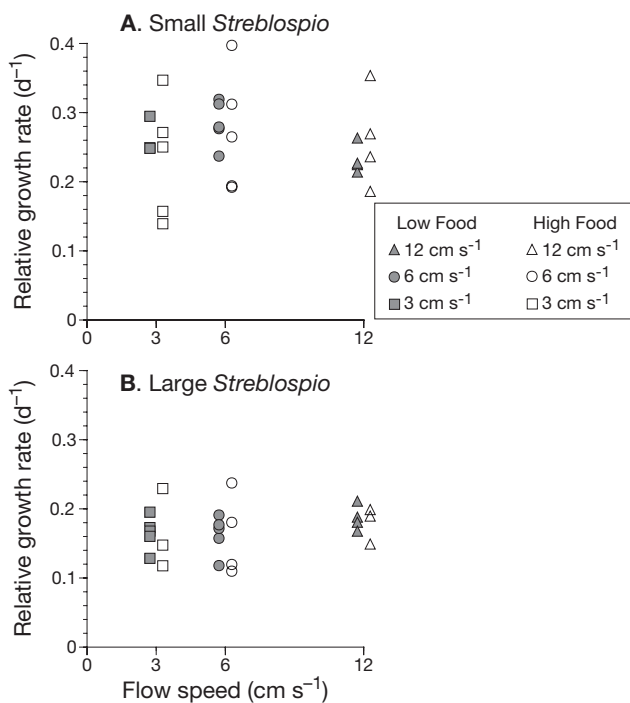 A. Small Streblospio
0.4
0.3
0.2
0.1
0
Relative growth rate (d⁻¹)
0 3 6 12
Low Food High Food
12 cm s⁻¹ 12 cm s⁻¹
6 cm s⁻¹ 6 cm s⁻¹
3 cm s⁻¹ 3 cm s⁻¹
B. Large Streblospio
0.4
0.3
0.2
0.1
0
Relative growth rate (d⁻¹)
0 3 6 12
Flow speed (cm s⁻¹)